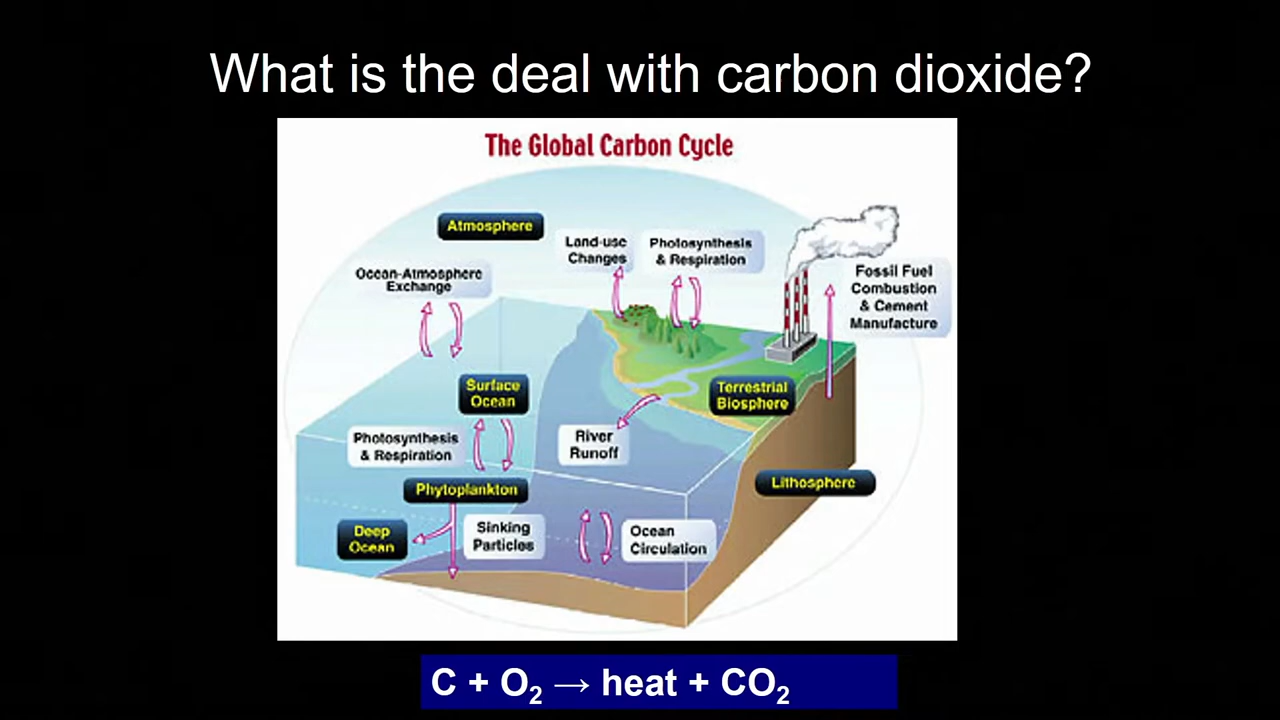 What is the deal with carbon dioxide?
The Global Carbon Cycle
Atmosphere
Land-use
Changes
Photosynthesis
& Respiration
Ocean-Atmosphere
Exchange
Fossil Fuel
Combustion
& Cement
Manufacture
Surface
Ocean
Terrestrial
Biosphere
Photosynthesis
& Respiration
River
Runoff
Lithosphere
Phytoplankton
Deep
Ocean
Sinking
Particles
Ocean
Circulation
C + O₂ → heat + CO₂